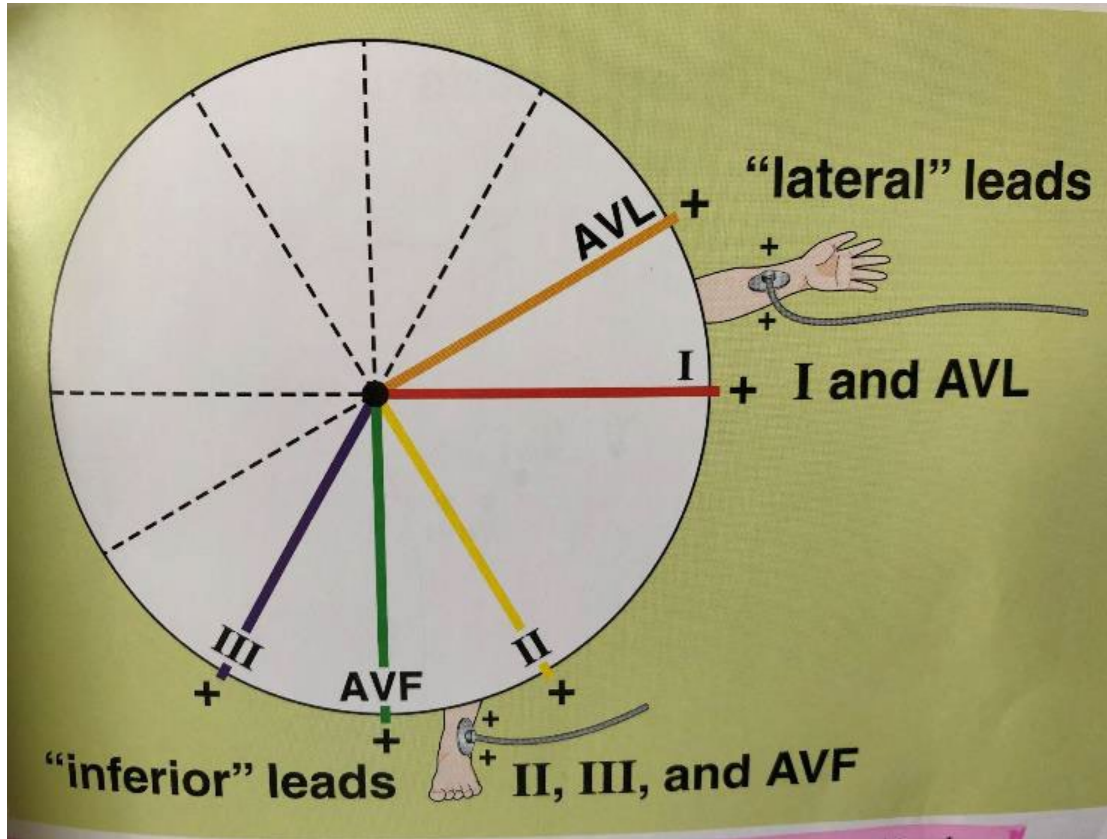 “lateral” leads
AVL +
+
+
I + I and AVL
III
II
+
AVF
+
+
+
+
“inferior” leads
II, III, and AVF